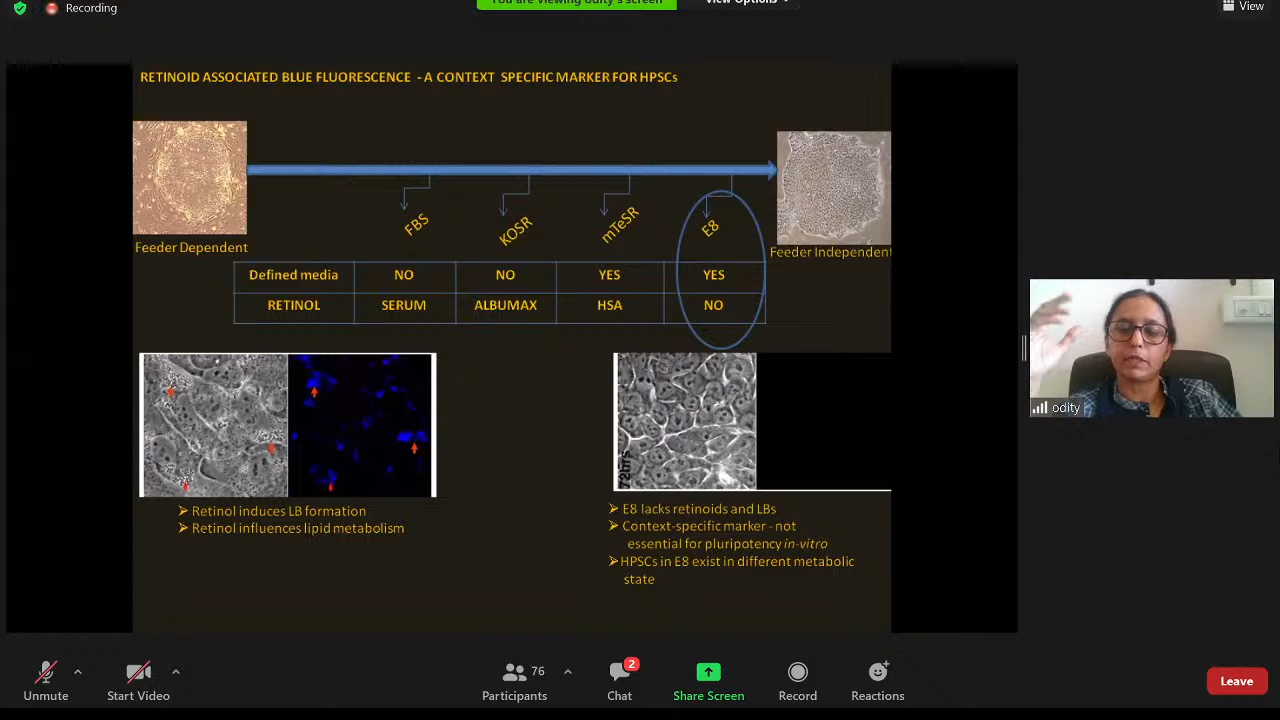 Recording
You are viewing odity's screen
View Options
View
RETINOID ASSOCIATED BLUE FLUORESCENCE - A CONTEXT SPECIFIC MARKER FOR HPSCs
FBS
KOSR
mTeSR
E8
Feeder Dependent
Feeder Independent
Defined media NO NO YES YES
RETINOL SERUM ALBUMAX HSA NO
72hrs
Retinol induces LB formation
Retinol influences lipid metabolism
E8 lacks retinoids and LBs
Context-specific marker - not
essential for pluripotency in-vitro
HPSCs in E8 exist in different metabolic
state
odity
Unmute
Start Video
76
Participants
2
Chat
Share Screen
Record
Reactions
Leave